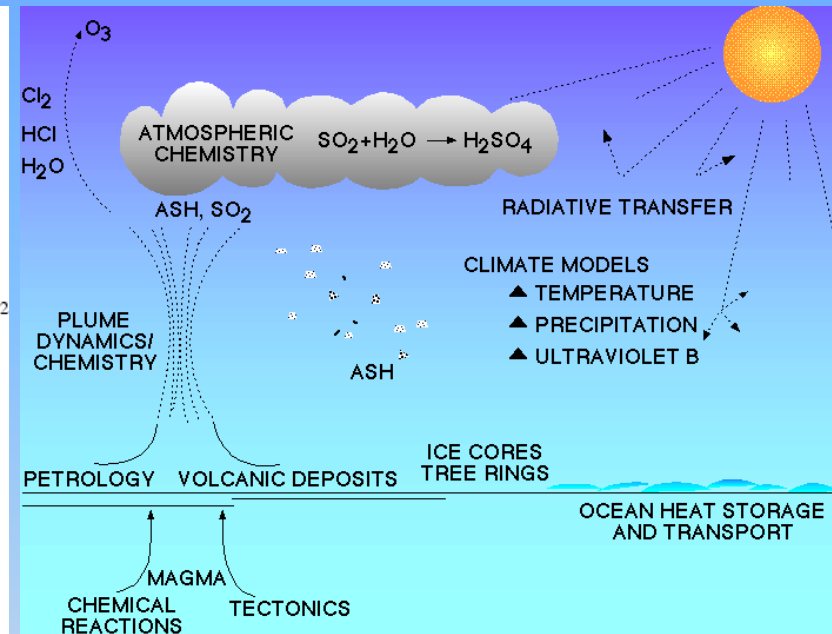 O3
Cl2
HCl
H2O
ATMOSPHERIC
CHEMISTRY
SO2+H2O → H2SO4
ASH, SO2
RADIATIVE TRANSFER
CLIMATE MODELS
▲ TEMPERATURE
▲ PRECIPITATION
▲ ULTRAVIOLET B
2
PLUME
DYNAMICS/
CHEMISTRY
ASH
ICE CORES
TREE RINGS
PETROLOGY
VOLCANIC DEPOSITS
OCEAN HEAT STORAGE
AND TRANSPORT
MAGMA
CHEMICAL
REACTIONS
TECTONICS